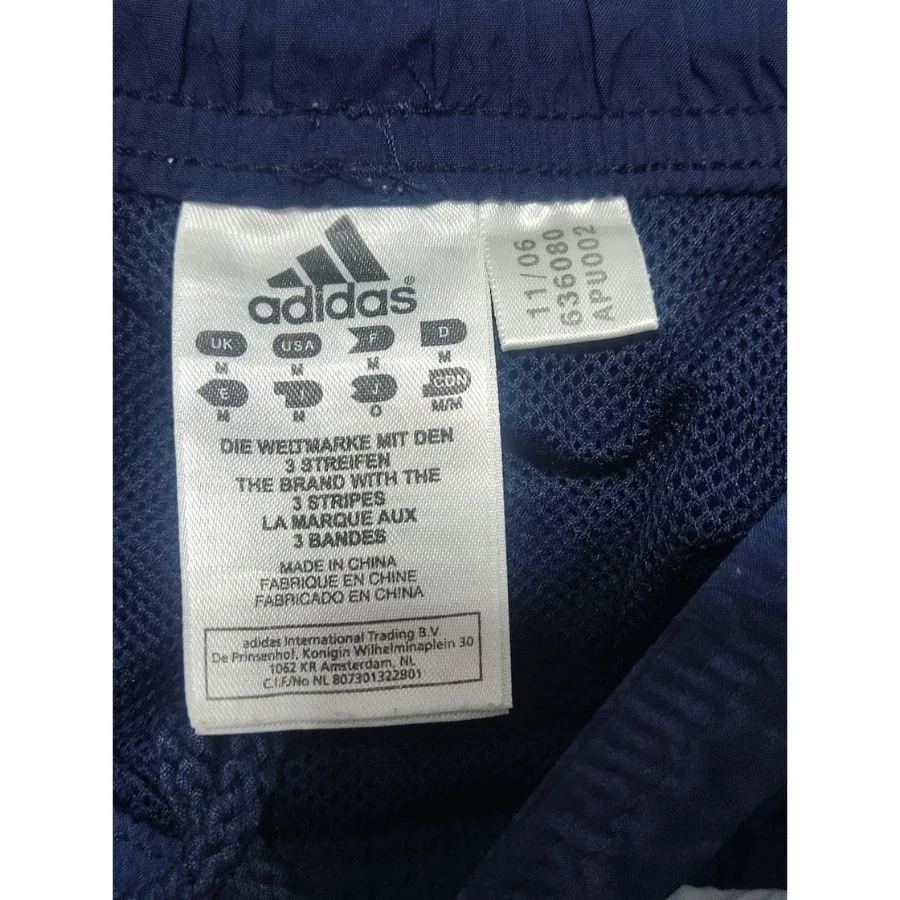 adidas®
UK USA F D
M M M M
E I J CDN
M M O M/M
DIE WELTMARKE MIT DEN
3 STREIFEN
THE BRAND WITH THE
3 STRIPES
LA MARQUE AUX
3 BANDES
MADE IN CHINA
FABRIQUE EN CHINE
FABRICADO EN CHINA
adidas International Trading B.V
De Prinsenhof, Konigin Wilhelminaplein 30
1062 KR Amsterdam, NL
C.I.F/No NL 807301322B01
11/06
636080
APU002